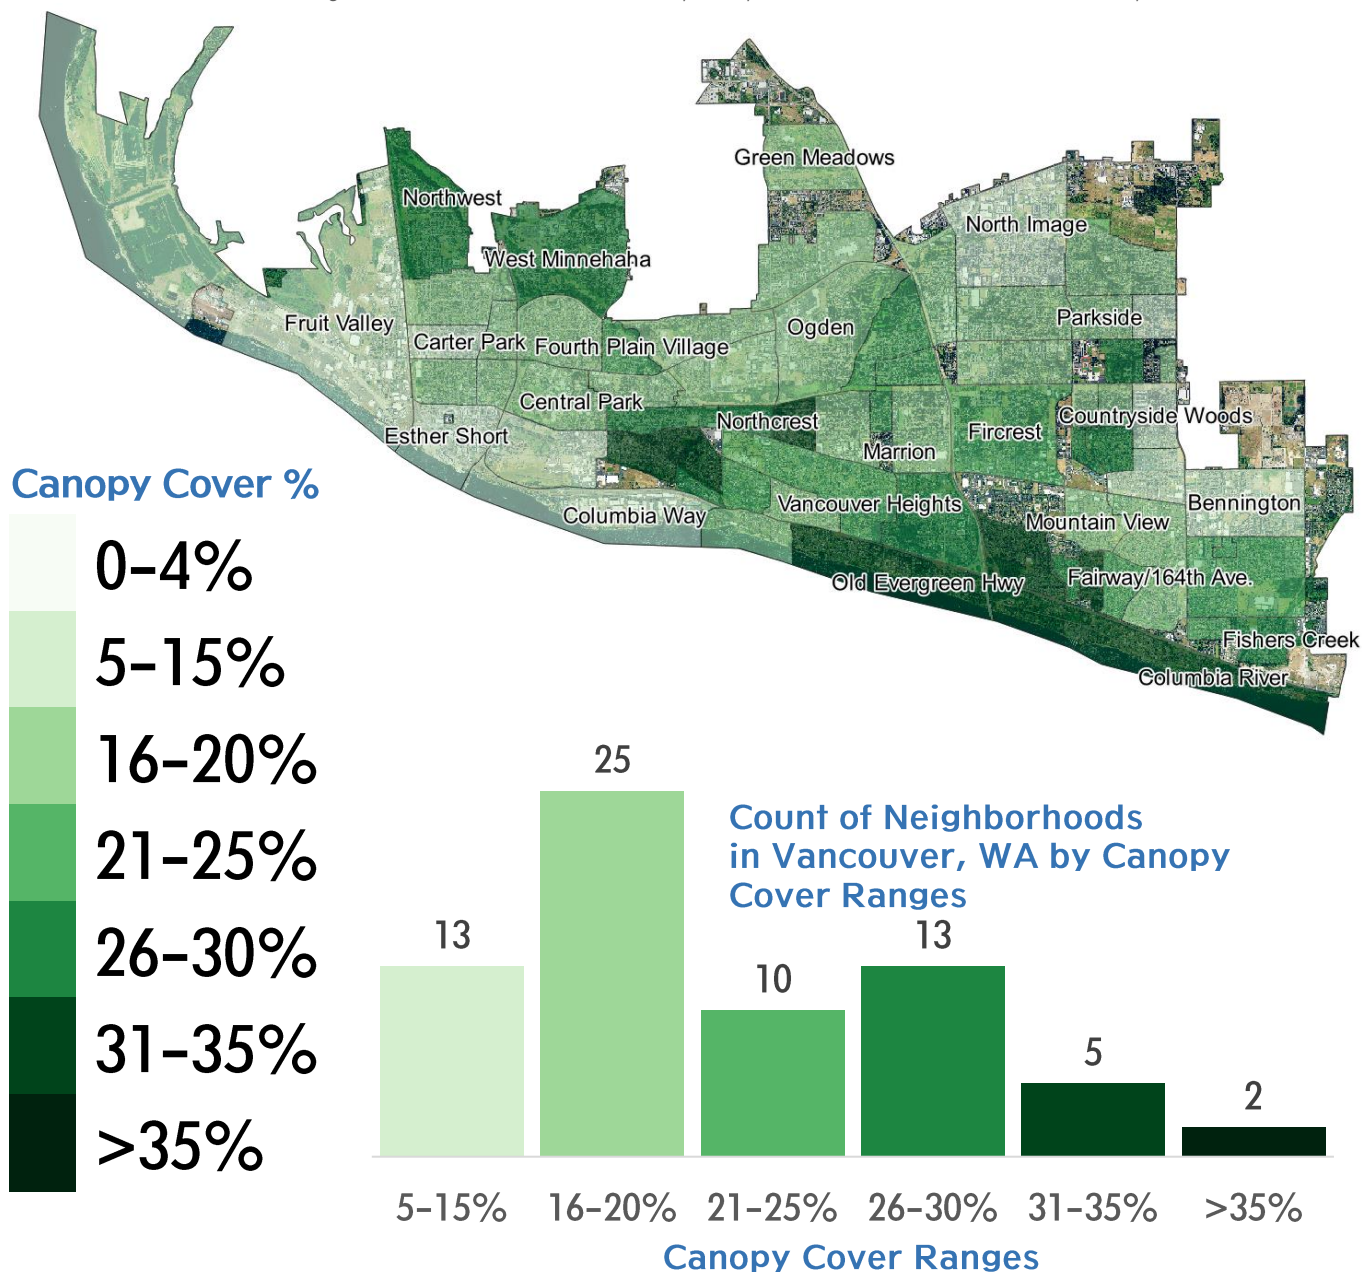 Green Meadows
Northwest
North Image
West Minnehaha
Fruit Valley
Carter Park
Fourth Plain Village
Ogden
Parkside
Central Park
Northcrest
Countryside Woods
Esther Short
Marrion
Fircrest
Columbia Way
Vancouver Heights
Mountain View
Bennington
Old Evergreen Hwy
Fairway/164th Ave.
Fishers Creek
Columbia River
Canopy Cover %
0–4%
5–15%
16–20%
21–25%
26–30%
31–35%
>35%
Count of Neighborhoods
in Vancouver, WA by Canopy
Cover Ranges
13
25
10
13
5
2
5–15%
16–20%
21–25%
26–30%
31–35%
>35%
Canopy Cover Ranges